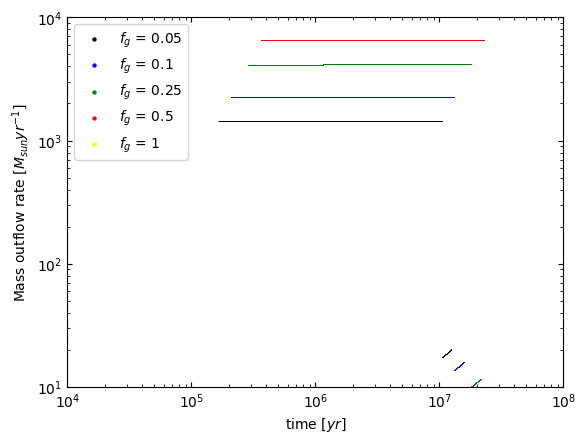 10^4
10^3
10^2
10^1
Mass outflow rate [M_{sun}yr^{-1}]
f_g = 0.05
f_g = 0.1
f_g = 0.25
f_g = 0.5
f_g = 1
10^4 10^5 10^6 10^7 10^8
time [yr]